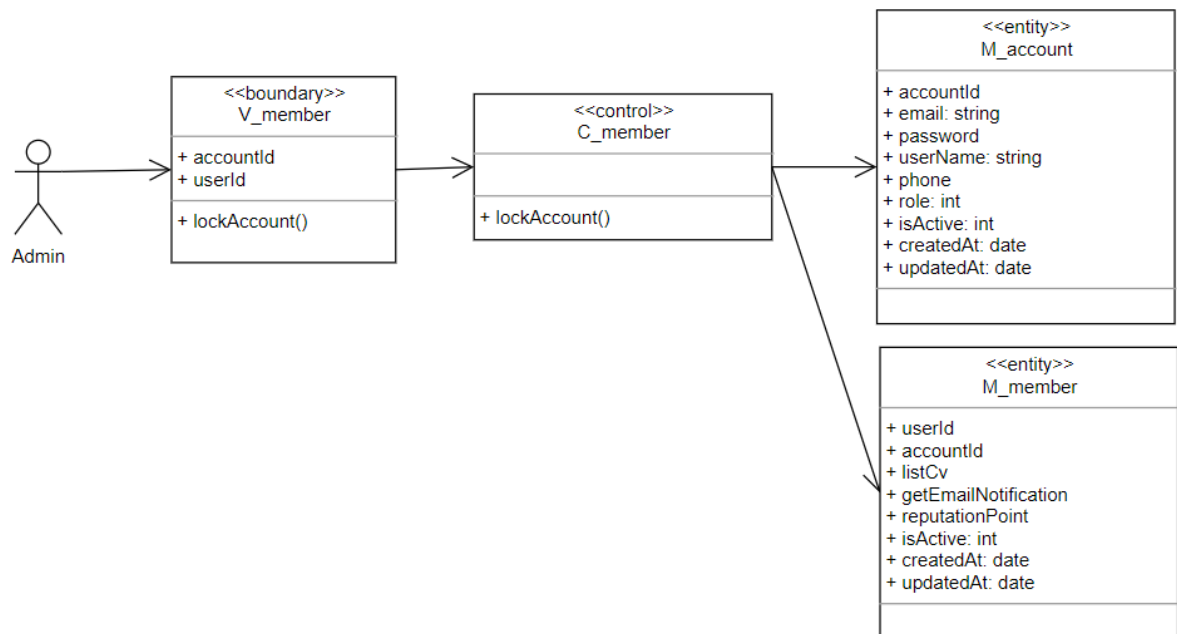 Admin
<<boundary>>
V_member
+ accountId
+ userId
+ lockAccount()
<<control>>
C_member
+ lockAccount()
<<entity>>
M_account
+ accountId
+ email: string
+ password
+ userName: string
+ phone
+ role: int
+ isActive: int
+ createdAt: date
+ updatedAt: date
<<entity>>
M_member
+ userId
+ accountId
+ listCv
+ getEmailNotification
+ reputationPoint
+ isActive: int
+ createdAt: date
+ updatedAt: date